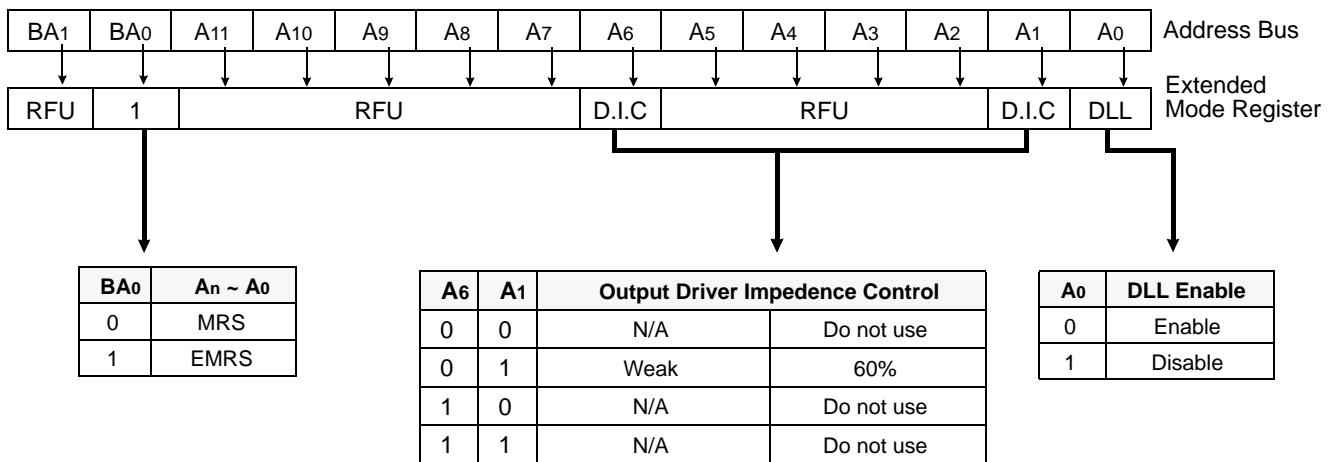 BA1 BA0 A11 A10 A9 A8 A7 A6 A5 A4 A3 A2 A1 A0 Address Bus
RFU 1 RFU D.I.C RFU D.I.C DLL Extended Mode Register
BA0 An ~ A0
0 MRS
1 EMRS
A6 A1 Output Driver Impedence Control
0 0 N/A Do not use
0 1 Weak 60%
1 0 N/A Do not use
1 1 N/A Do not use
A0 DLL Enable
0 Enable
1 Disable